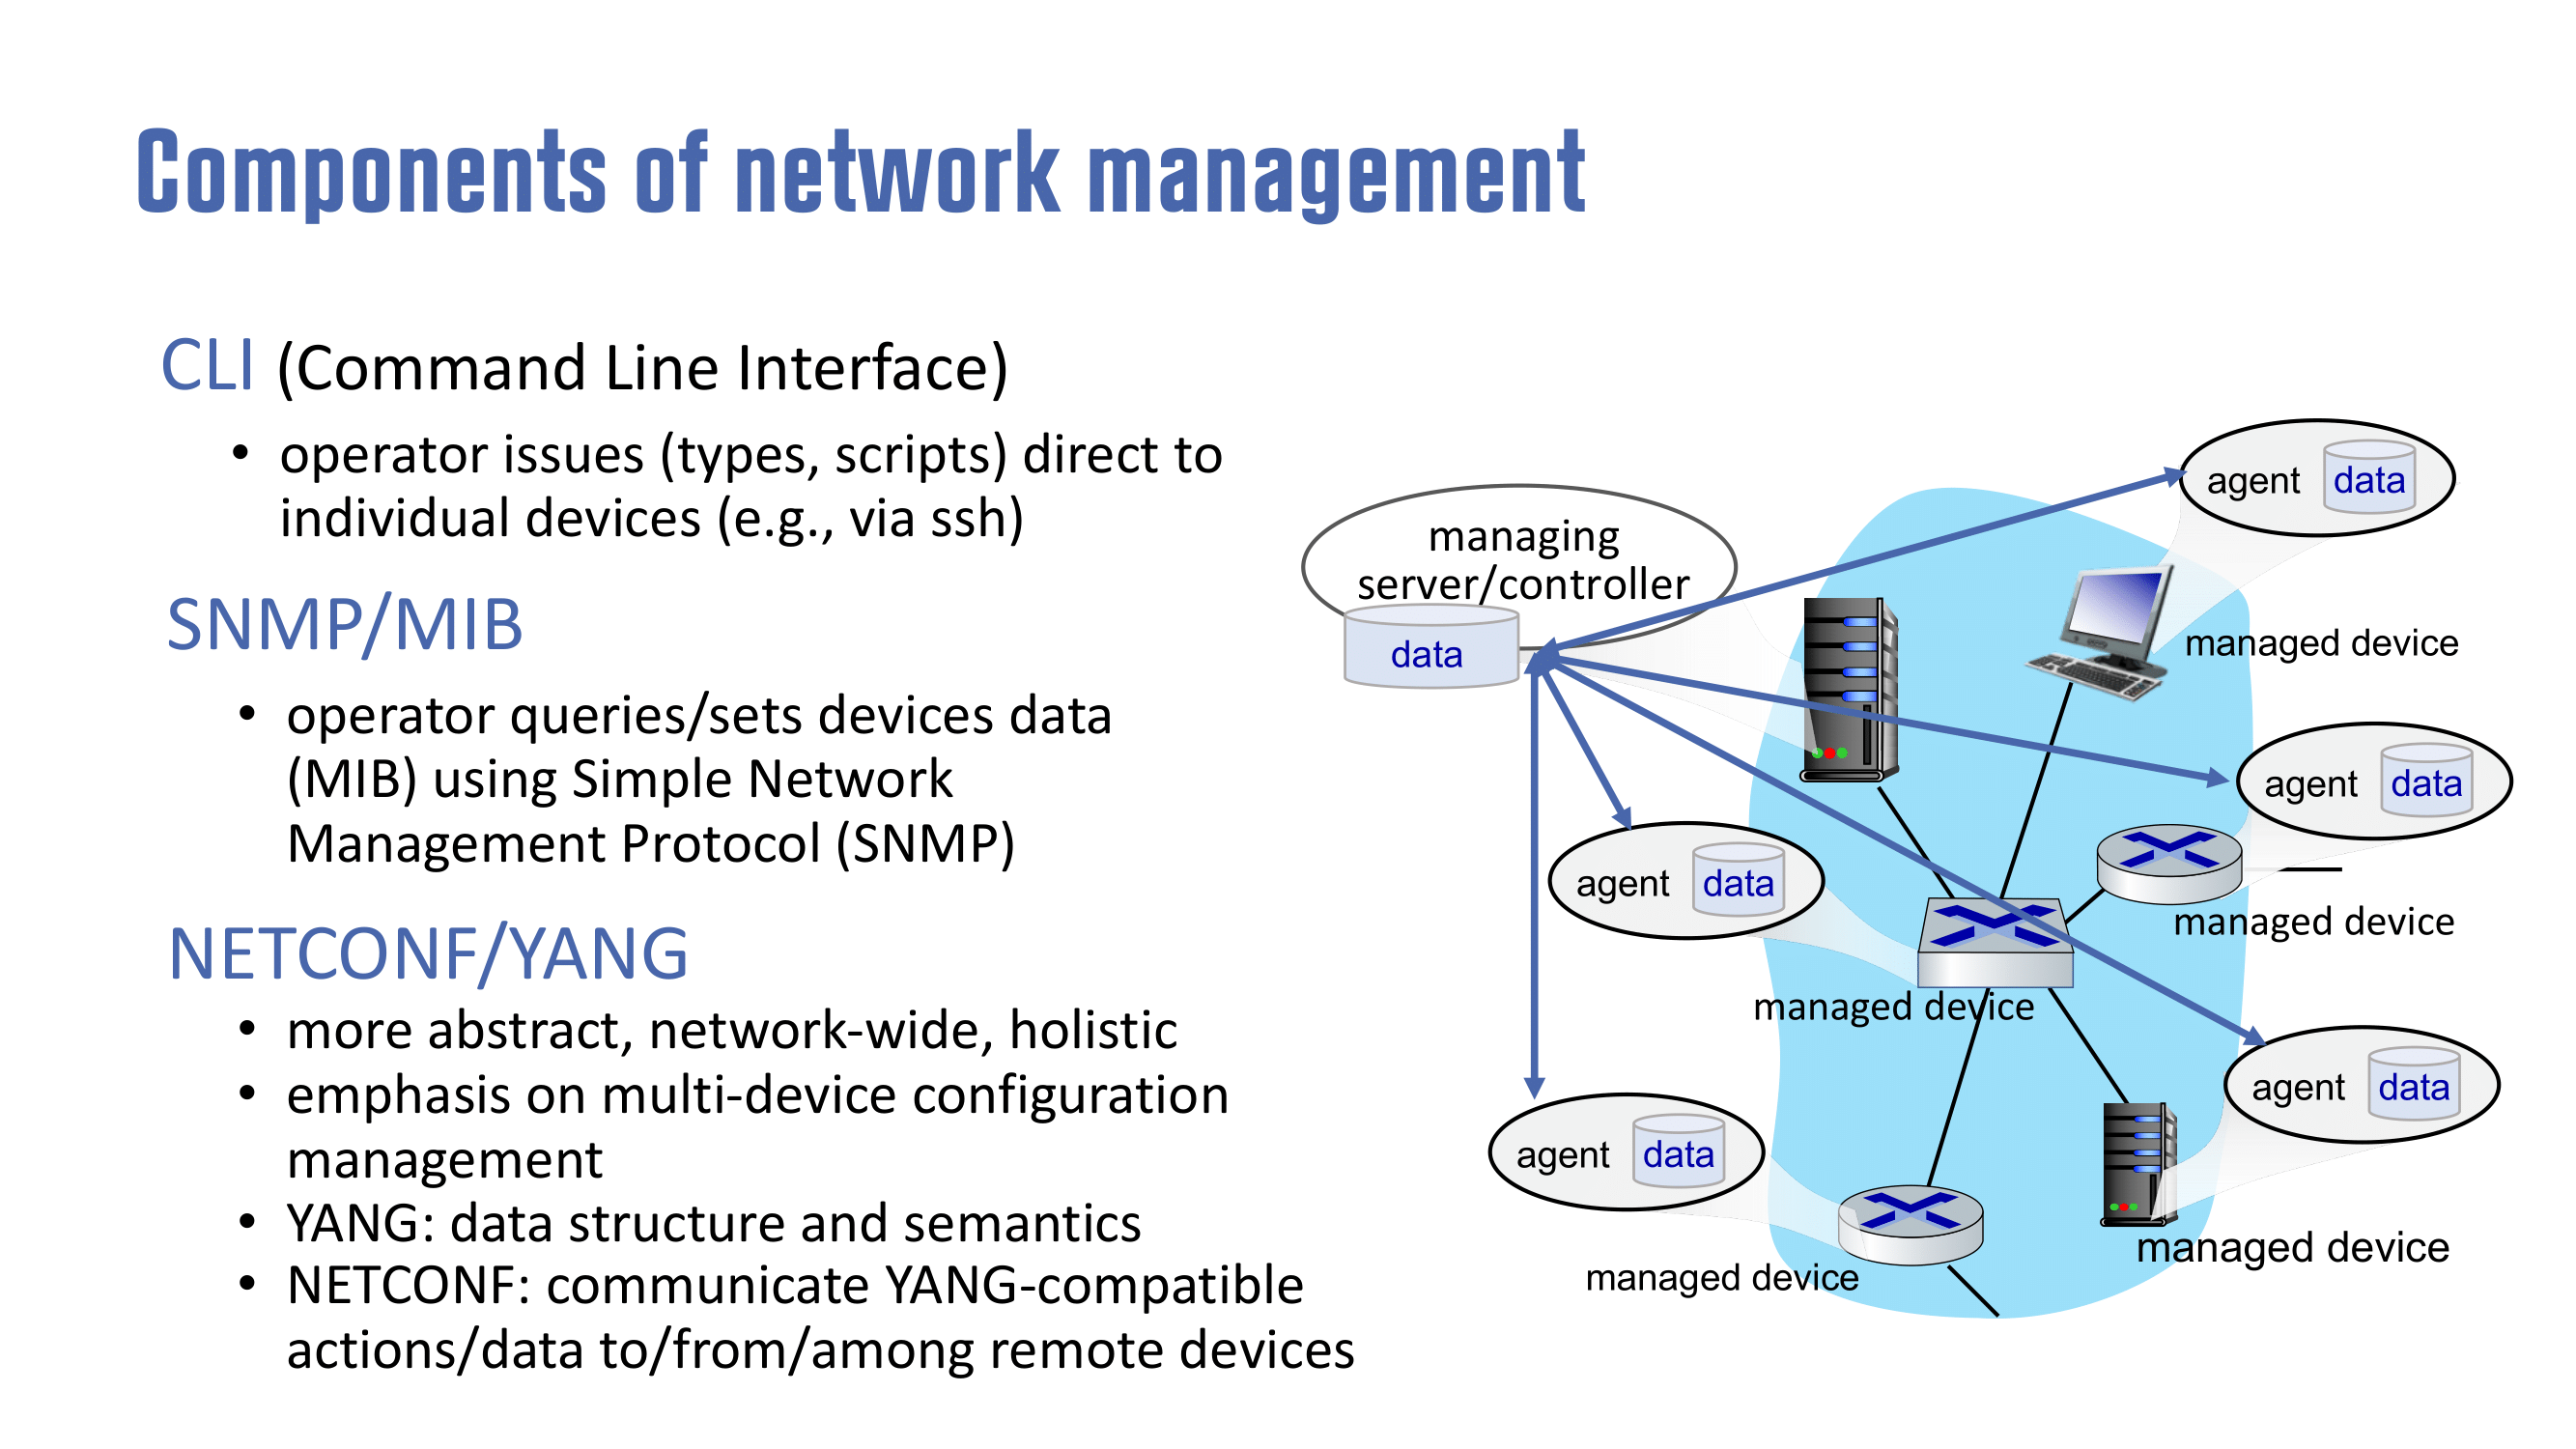 Components of network management
CLI (Command Line Interface)
• operator issues (types, scripts) direct to
individual devices (e.g., via ssh)
SNMP/MIB
• operator queries/sets devices data
(MIB) using Simple Network
Management Protocol (SNMP)
NETCONF/YANG
• more abstract, network-wide, holistic
• emphasis on multi-device configuration
management
• YANG: data structure and semantics
• NETCONF: communicate YANG-compatible
actions/data to/from/among remote devices
managing
server/controller
data
agent data
managed device
agent data
managed device
agent data
managed device
agent data
managed device
agent data
managed device